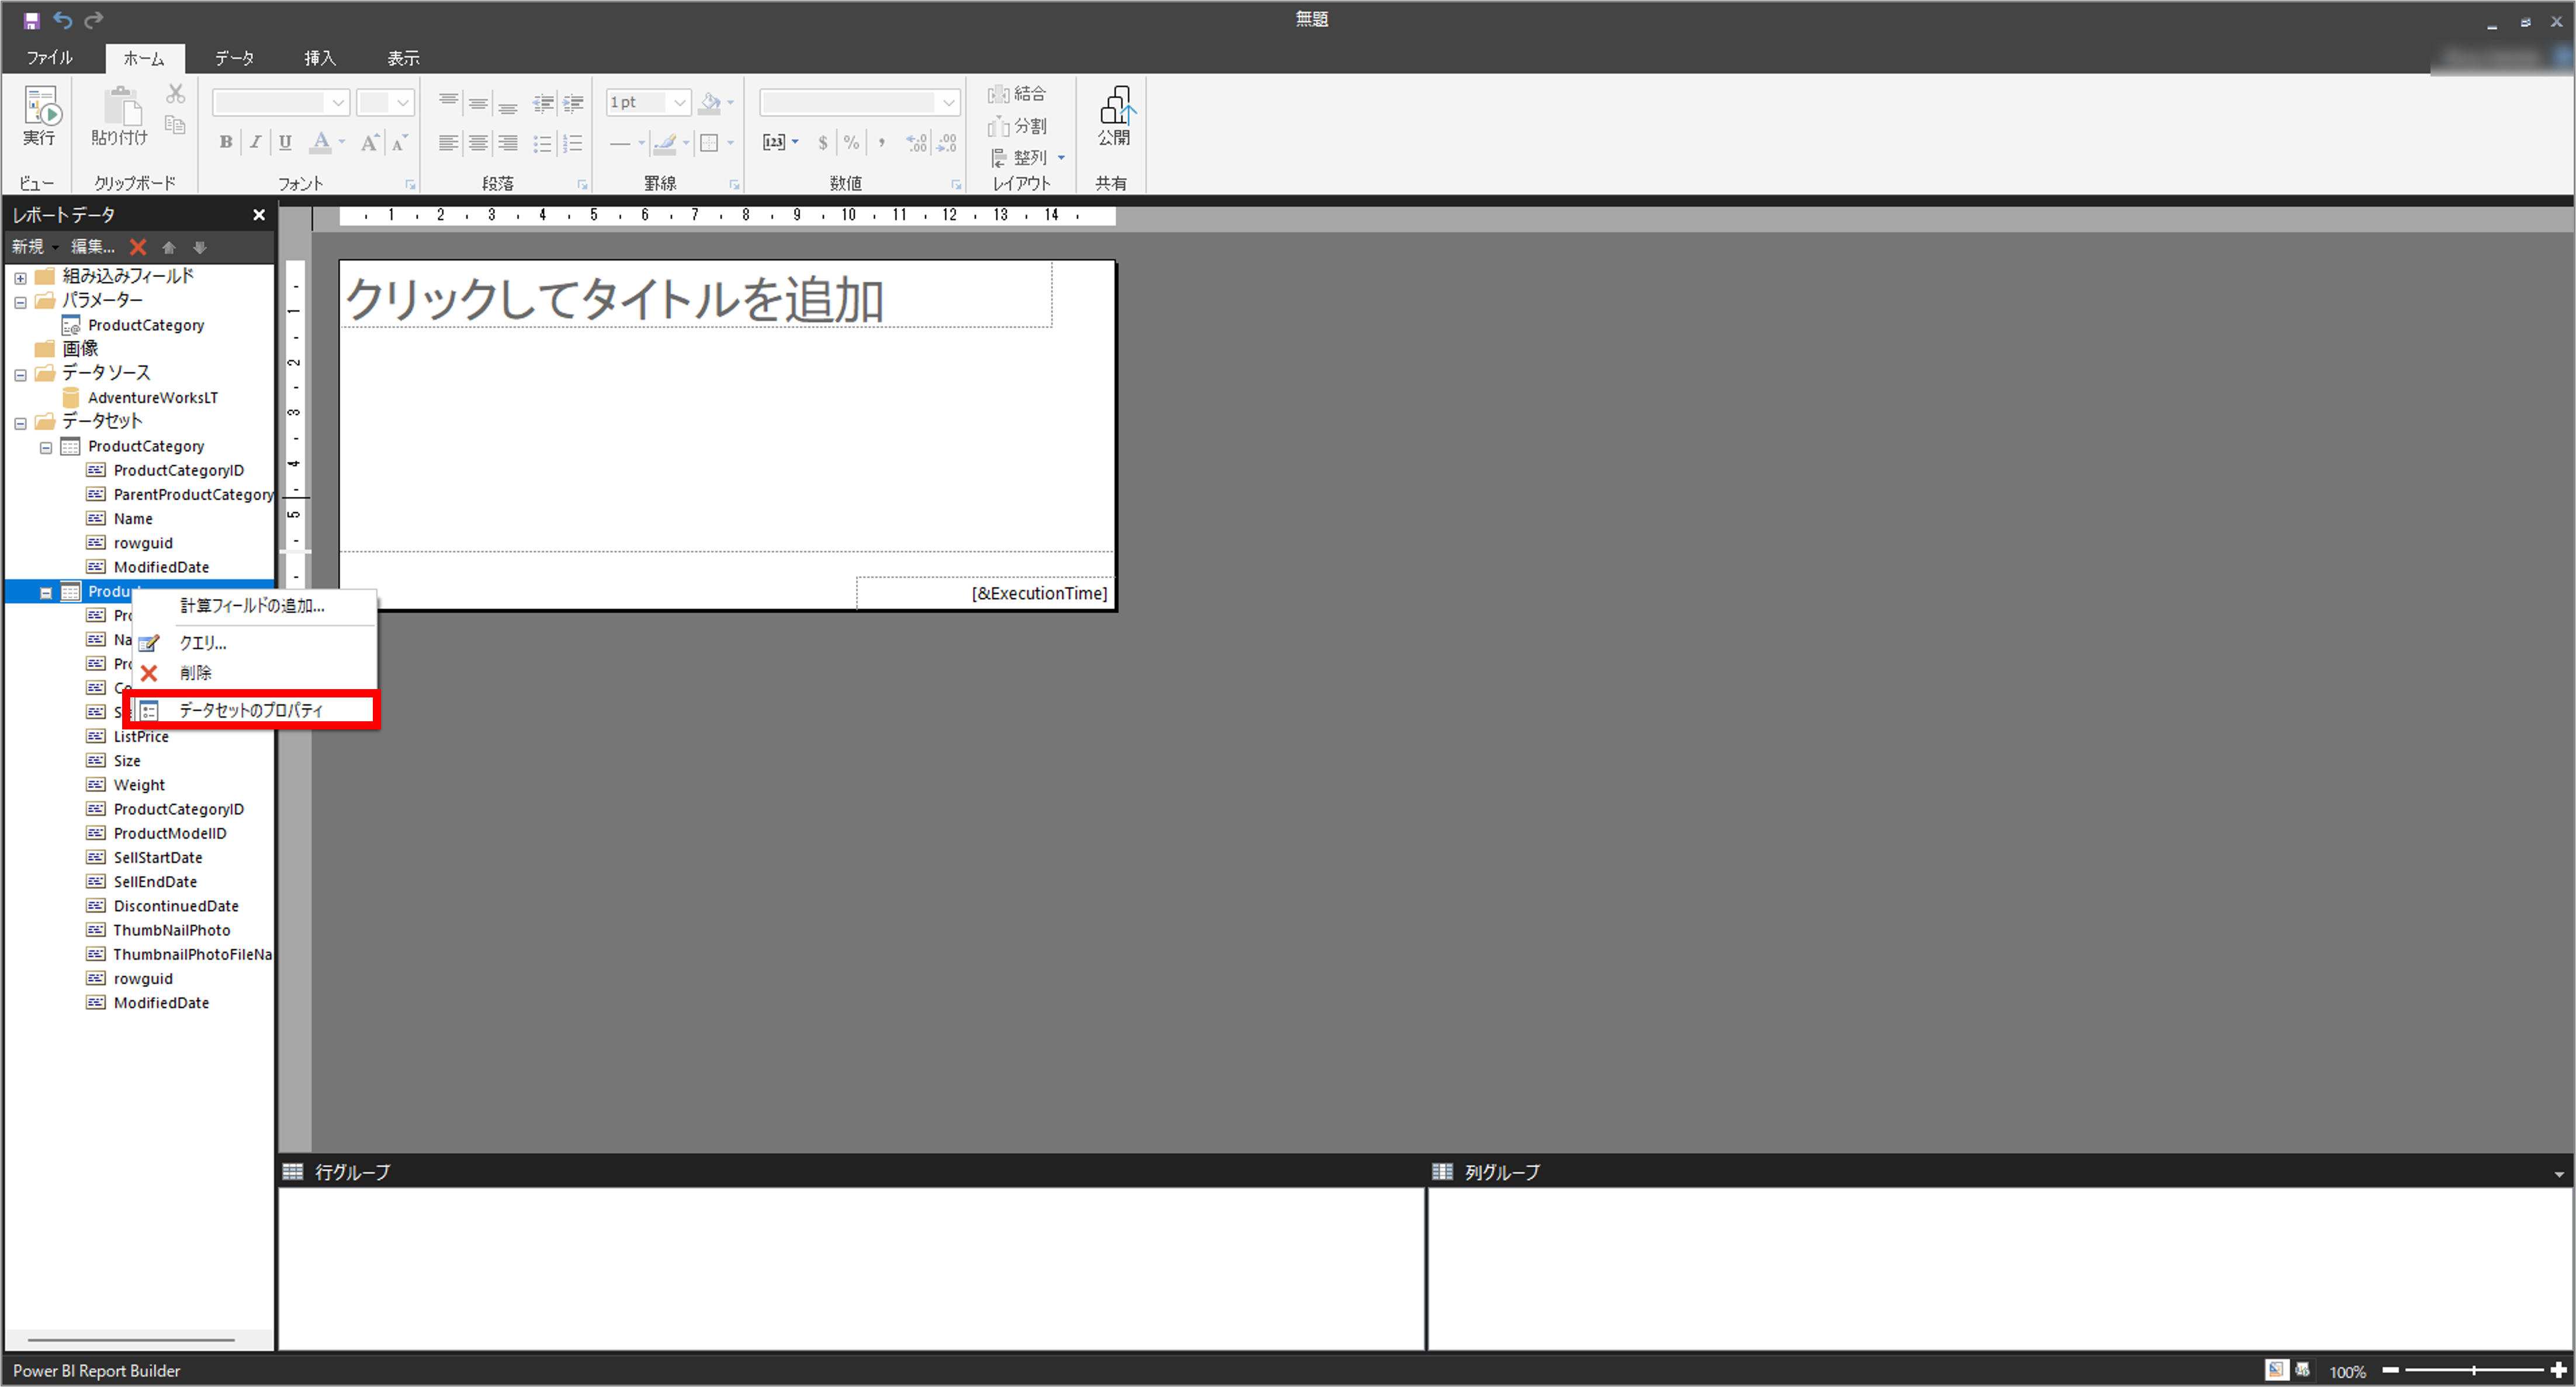 無題
ファイル
ホーム
データ
挿入
表示
実行
貼り付け
1 pt
結合
分割
整列
公開
ビュー
クリップボード
フォント
段落
罫線
数値
レイアウト
共有
レポート データ
新規
編集...
組み込みフィールド
パラメーター
ProductCategory
画像
データ ソース
AdventureWorksLT
データセット
ProductCategory
ProductCategoryID
ParentProductCategory
Name
rowguid
ModifiedDate
計算フィールドの追加...
クエリ...
削除
データセットのプロパティ
ListPrice
Size
Weight
ProductCategoryID
ProductModelID
SellStartDate
SellEndDate
DiscontinuedDate
ThumbNailPhoto
ThumbnailPhotoFileNa
rowguid
ModifiedDate
1 2 3 4 5 6 7 8 9 10 11 12 13 14
1
2
3
4
5
クリックしてタイトルを追加
[&ExecutionTime]
行グループ
列グループ
Power BI Report Builder
100%